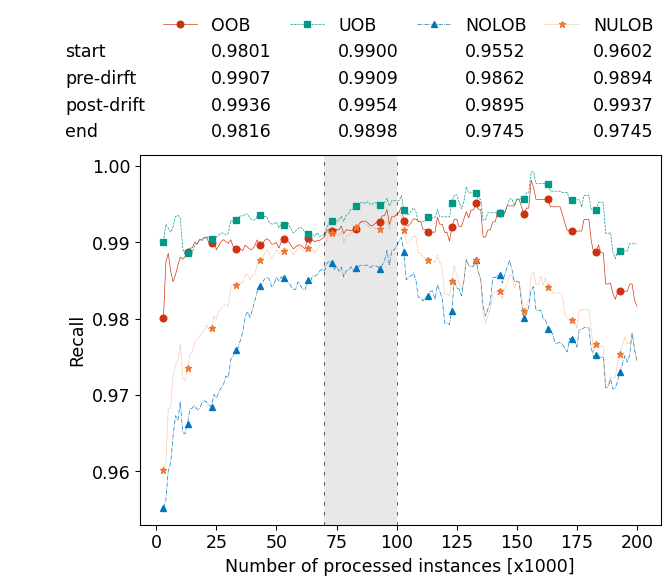 OOB UOB NOLOB NULOB
start 0.9801 0.9900 0.9552 0.9602
pre-dirft 0.9907 0.9909 0.9862 0.9894
post-drift 0.9936 0.9954 0.9895 0.9937
end 0.9816 0.9898 0.9745 0.9745
1.00
0.99
0.98
0.97
0.96
Recall
0 25 50 75 100 125 150 175 200
Number of processed instances [x1000]